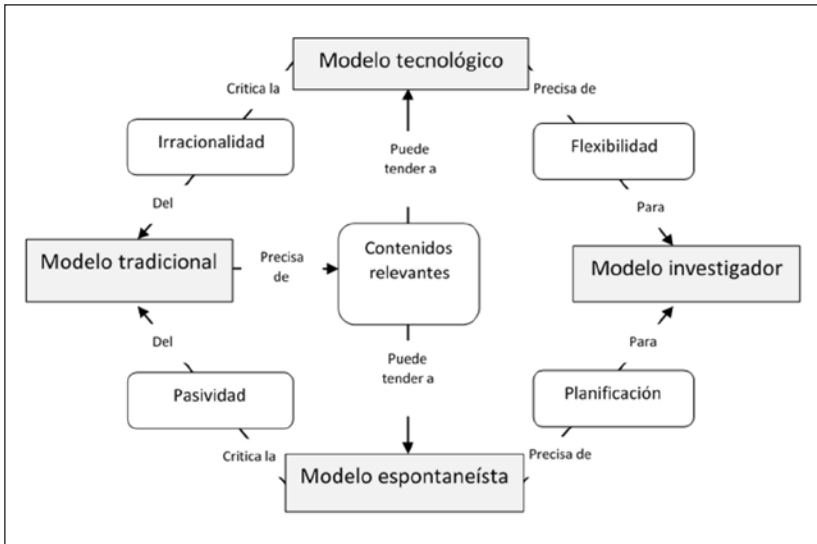 Modelo tecnológico
Critica la
Precisa de
Irracionalidad
Flexibilidad
Puede
tender a
Del
Para
Modelo tradicional
Precisa
de
Contenidos
relevantes
Modelo investigador
Del
Puede
tender a
Para
Pasividad
Planificación
Critica la
Modelo espontaneísta
Precisa de